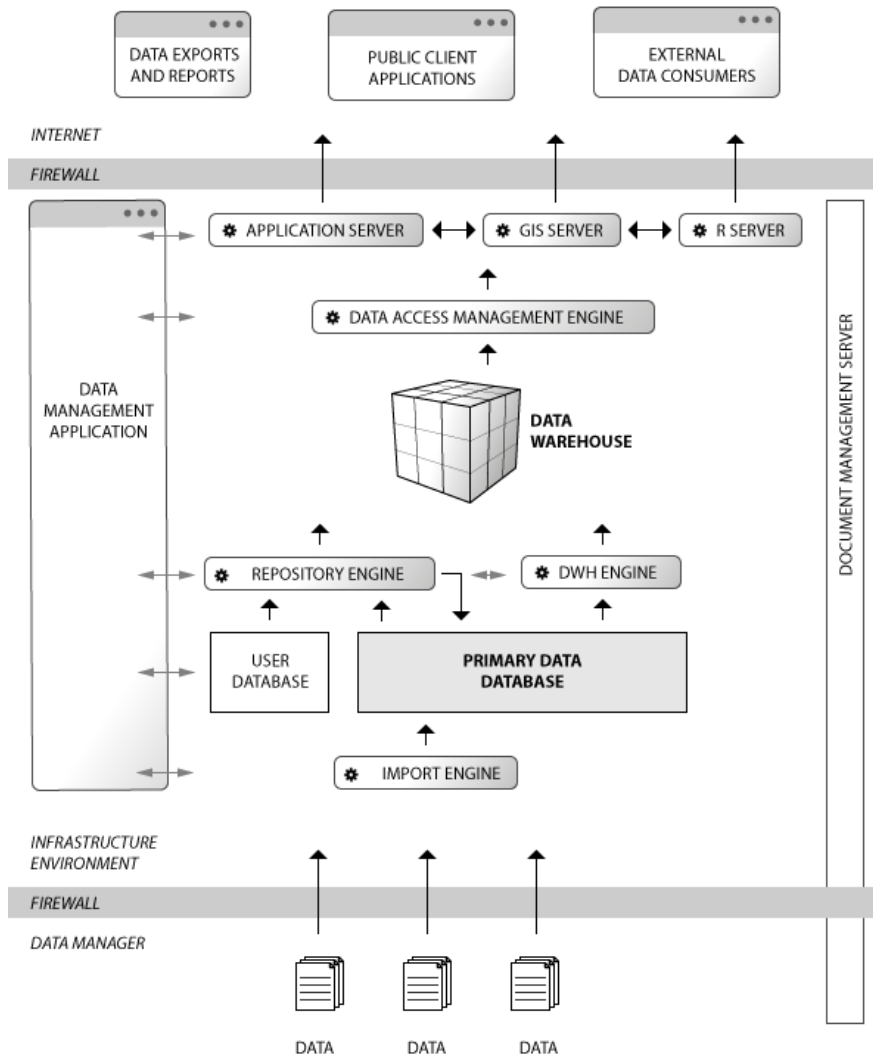 DATA EXPORTS
AND REPORTS
PUBLIC CLIENT
APPLICATIONS
EXTERNAL
DATA CONSUMERS
INTERNET
FIREWALL
APPLICATION SERVER
GIS SERVER
R SERVER
DATA ACCESS MANAGEMENT ENGINE
DATA
MANAGEMENT
APPLICATION
DATA
WAREHOUSE
DOCUMENT MANAGEMENT SERVER
REPOSITORY ENGINE
DWH ENGINE
USER
DATABASE
PRIMARY DATA
DATABASE
IMPORT ENGINE
INFRASTRUCTURE
ENVIRONMENT
FIREWALL
DATA MANAGER
DATA
DATA
DATA